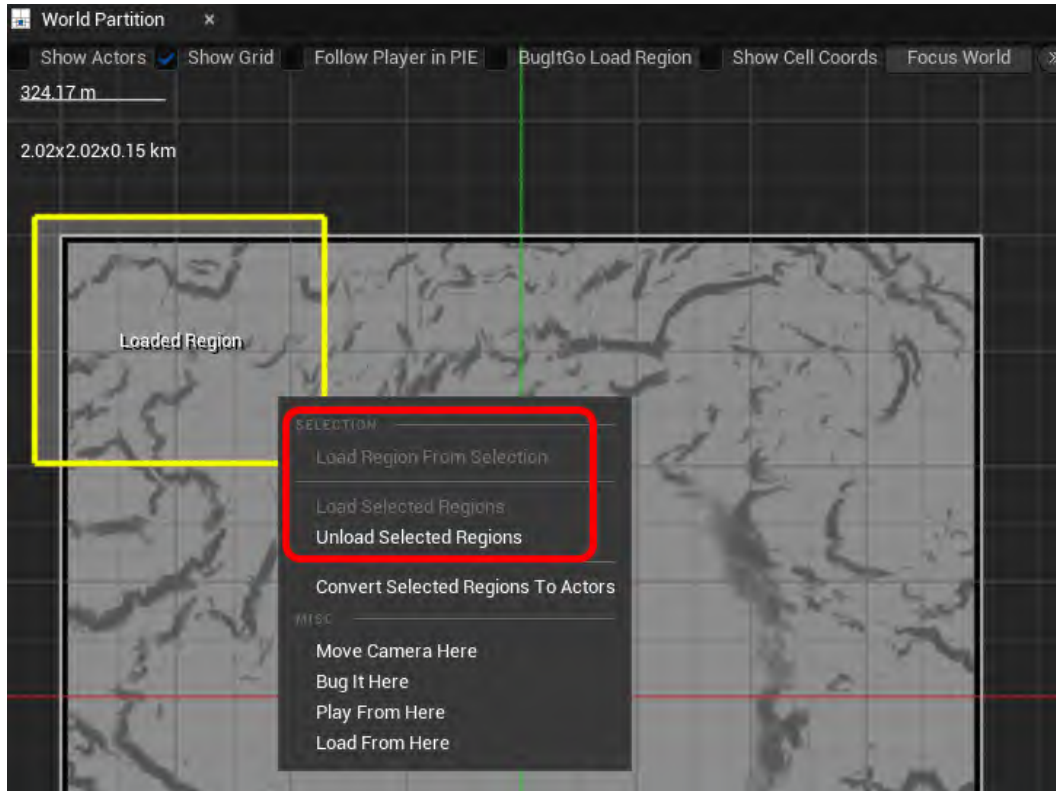 World Partition ×
Show Actors Show Grid Follow Player in PIE BugItGo Load Region Show Cell Coords Focus World »
324.17 m
2.02x2.02x0.15 km
Loaded Region
SELECTION
Load Region From Selection
Load Selected Regions
Unload Selected Regions
Convert Selected Regions To Actors
MISC
Move Camera Here
Bug It Here
Play From Here
Load From Here